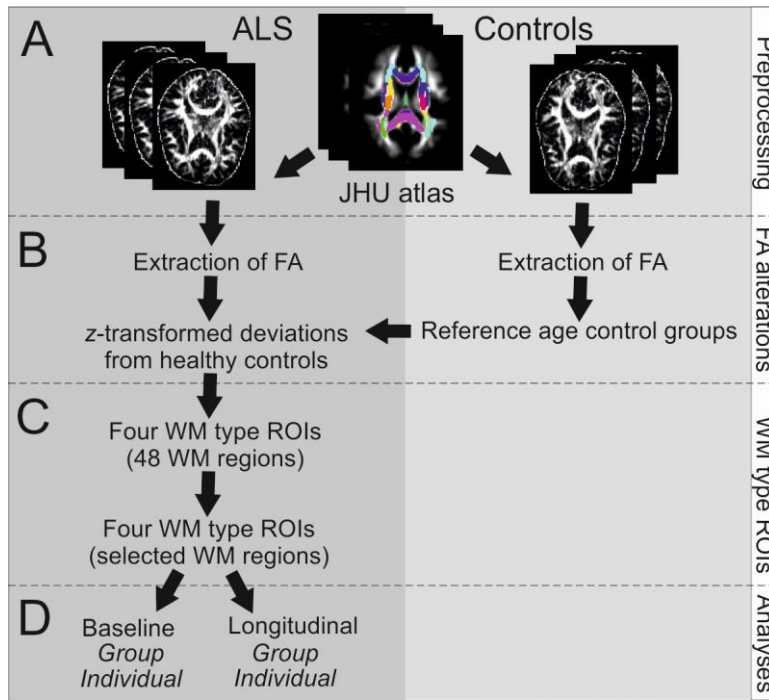 A
ALS
Controls
JHU atlas
Preprocessing
B
Extraction of FA
Extraction of FA
z-transformed deviations
from healthy controls
Reference age control groups
FA alterations
C
Four WM type ROIs
(48 WM regions)
Four WM type ROIs
(selected WM regions)
WM type ROIs
D
Baseline
Group
Individual
Longitudinal
Group
Individual
Analyses